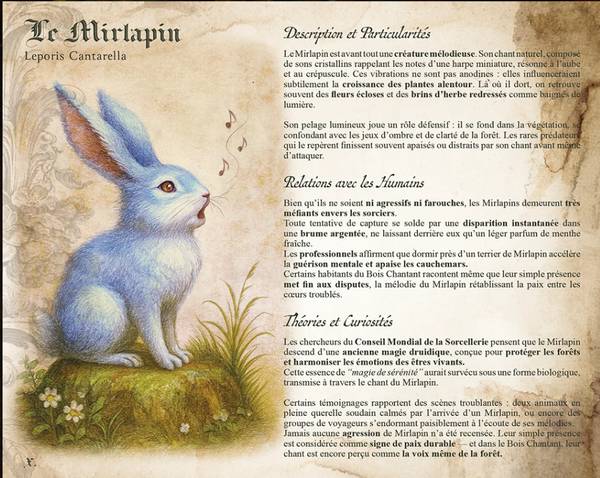 Le Mirlapin
Leporis Cantarella
Description et Particularités
Le Mirlapin est avant tout une créature mélodieuse. Son chant naturel, composé
de sons cristallins rappelant les notes d'une harpe miniature, résonne à l'aube
et au crépuscule. Ces vibrations ne sont pas anodines : elles influenceraient
subtilement la croissance des plantes alentour. Là où il dort, on retrouve
souvent des fleurs écloses et des brins d'herbe redressés comme baignés de
lumière.
Son pelage lumineux joue un rôle défensif : il se fond dans la végétation, se
confondant avec les jeux d'ombre et de clarté de la forêt. Les rares prédateurs
qui le repèrent finissent souvent apaisés ou distraits par son chant avant même
d'attaquer.
Relations avec les Humains
Bien qu'ils ne soient ni agressifs ni farouches, les Mirlapins demeurent très
méfiants envers les sorciers.
Toute tentative de capture se solde par une disparition instantanée dans
une brume argentée, ne laissant derrière eux qu'un léger parfum de menthe
fraîche.
Les professionnels affirment que dormir près d'un terrier de Mirlapin accélère
la guérison mentale et apaise les cauchemars.
Certains habitants du Bois Chantant racontent même que leur simple présence
met fin aux disputes, la mélodie du Mirlapin rétablissant la paix entre les
cœurs troublés.
Théories et Curiosités
Les chercheurs du Conseil Mondial de la Sorcellerie pensent que le Mirlapin
descend d'une ancienne magie druidique, conçue pour protéger les forêts
et harmoniser les émotions des êtres vivants.
Cette essence de "magie de sérénité" aurait survécu sous une forme biologique,
transmise à travers le chant du Mirlapin.
Certains témoignages rapportent des scènes troublantes : deux animaux en
pleine querelle soudain calmés par l'arrivée d'un Mirlapin, ou encore des
groupes de voyageurs s'endormant paisiblement à l'écoute de ses mélodies.
Jamais aucune agression de Mirlapin n'a été recensée. Leur simple présence
est considérée comme signe de paix durable — et dans le Bois Chantant, leur
chant est encore perçu comme la voix même de la forêt.
X.